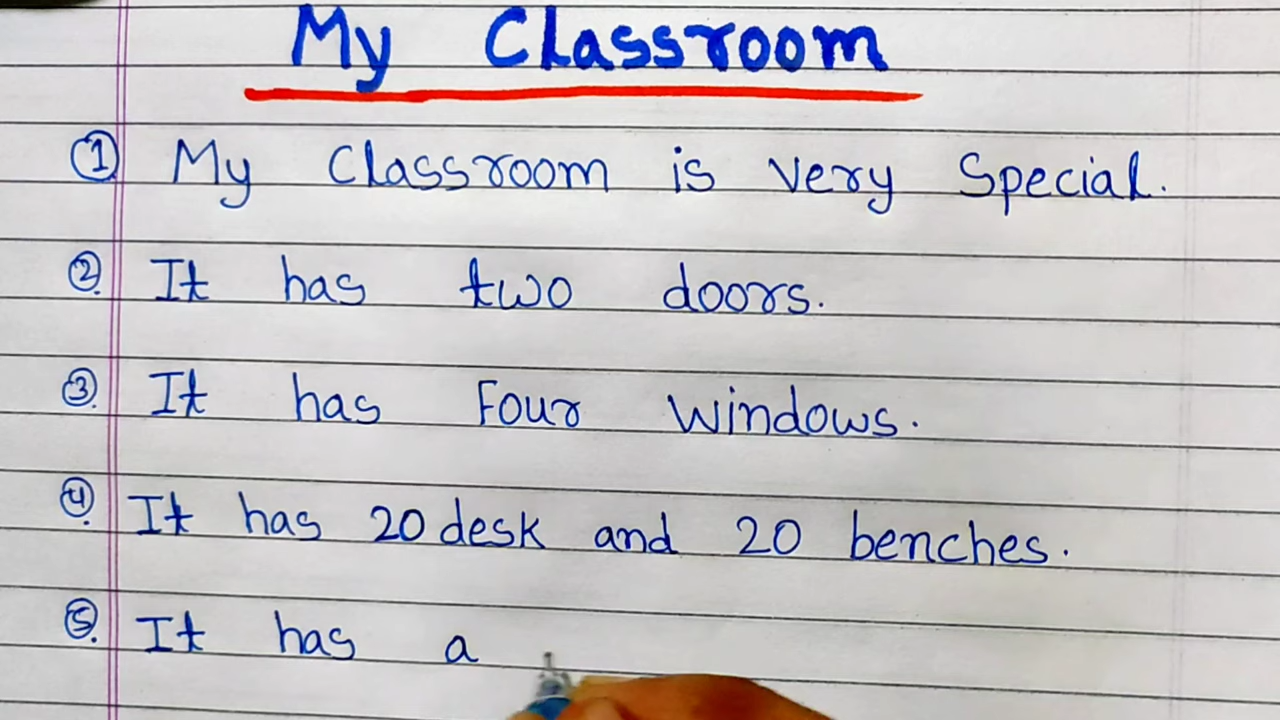 My Classroom
① My Classroom is very Special.
②. It has two doors.
③. It has Four windows.
④. It has 20 desk and 20 benches.
⑤. It has a